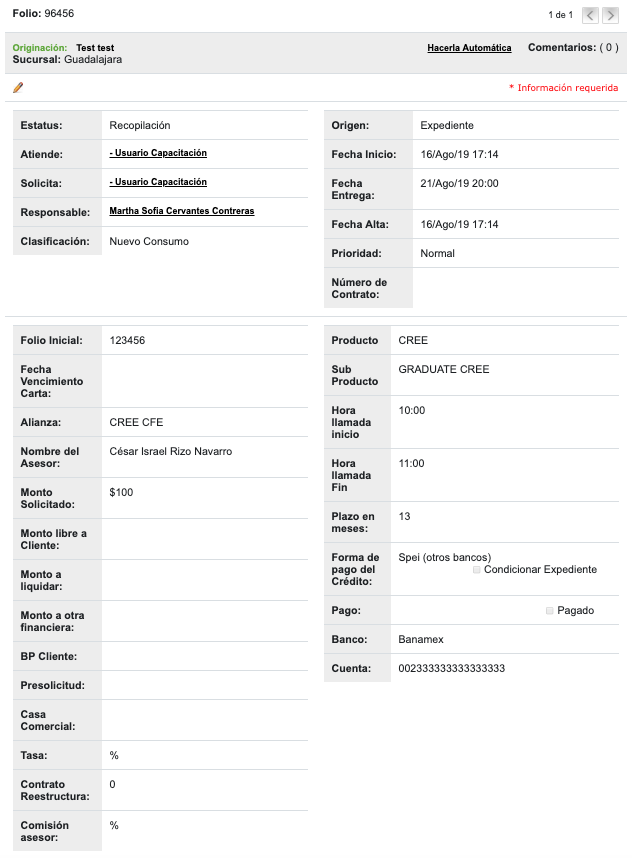 Folio: 96456
1 de 1
Originación: Test test
Hacerla Automática Comentarios: ( 0 )
Sucursal: Guadalajara
* Información requerida
Estatus: Recopilación
Atiende: - Usuario Capacitación
Solicita: - Usuario Capacitación
Responsable: Martha Sofia Cervantes Contreras
Clasificación: Nuevo Consumo
Origen: Expediente
Fecha Inicio: 16/Ago/19 17:14
Fecha 21/Ago/19 20:00
Entrega:
Fecha Alta: 16/Ago/19 17:14
Prioridad: Normal
Número de
Contrato:
Folio Inicial: 123456
Fecha
Vencimiento
Carta:
Alianza: CREE CFE
Nombre del César Israel Rizo Navarro
Asesor:
Monto $100
Solicitado:
Monto libre a
Cliente:
Monto a
liquidar:
Monto a otra
financiera:
BP Cliente:
Presolicitud:
Casa
Comercial:
Tasa: %
Contrato 0
Reestructura:
Comisión %
asesor:
Producto CREE
Sub GRADUATE CREE
Producto
Hora 10:00
llamada
inicio
Hora 11:00
llamada
Fin
Plazo en 13
meses:
Forma de Spei (otros bancos)
pago del Condicionar Expediente
Crédito:
Pago: Pagado
Banco: Banamex
Cuenta: 002333333333333333